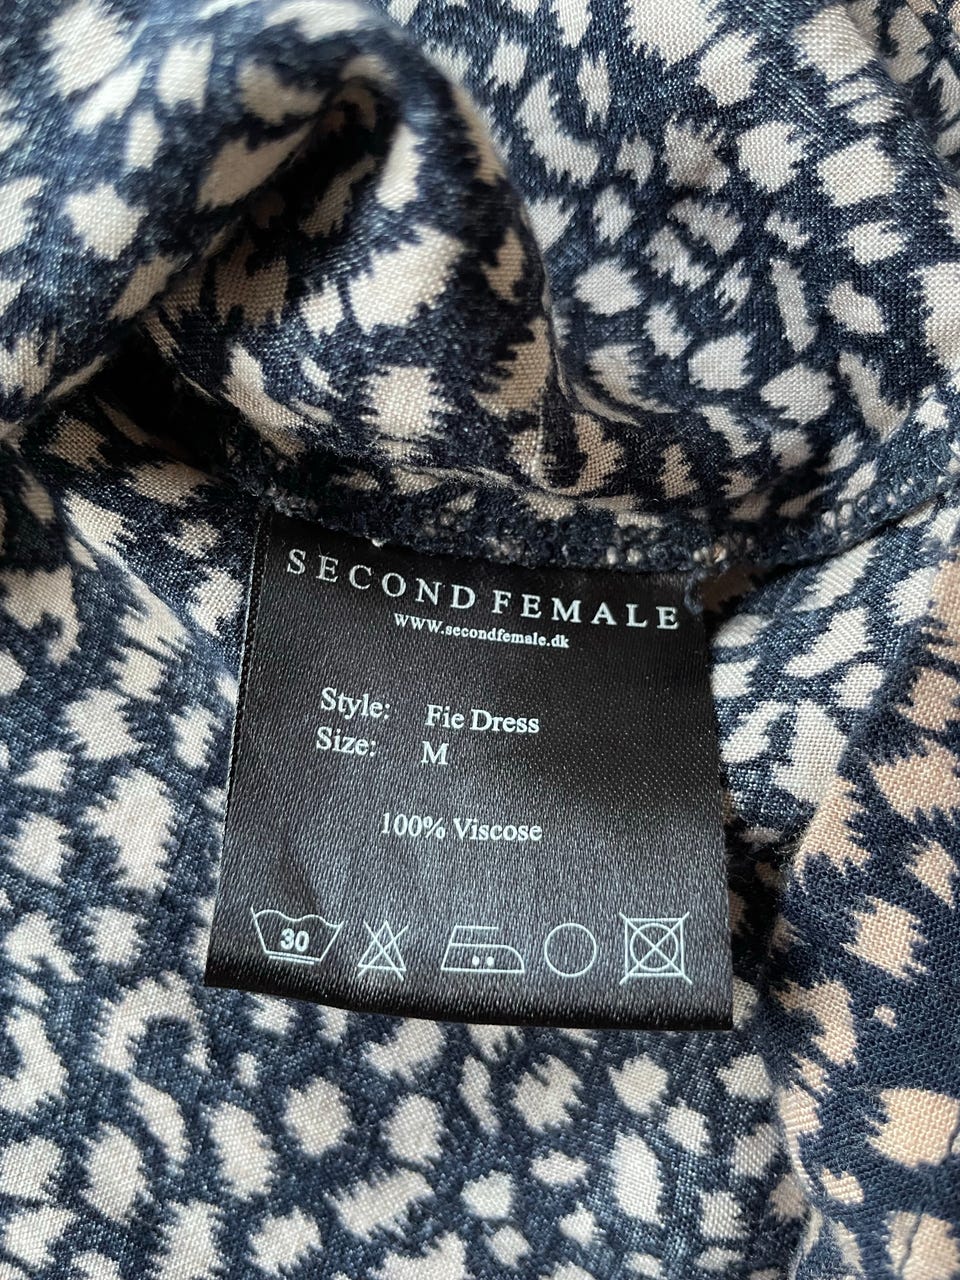 SECOND FEMALE
www.secondfemale.dk
Style: Fie Dress
Size: M
100% Viscose
30